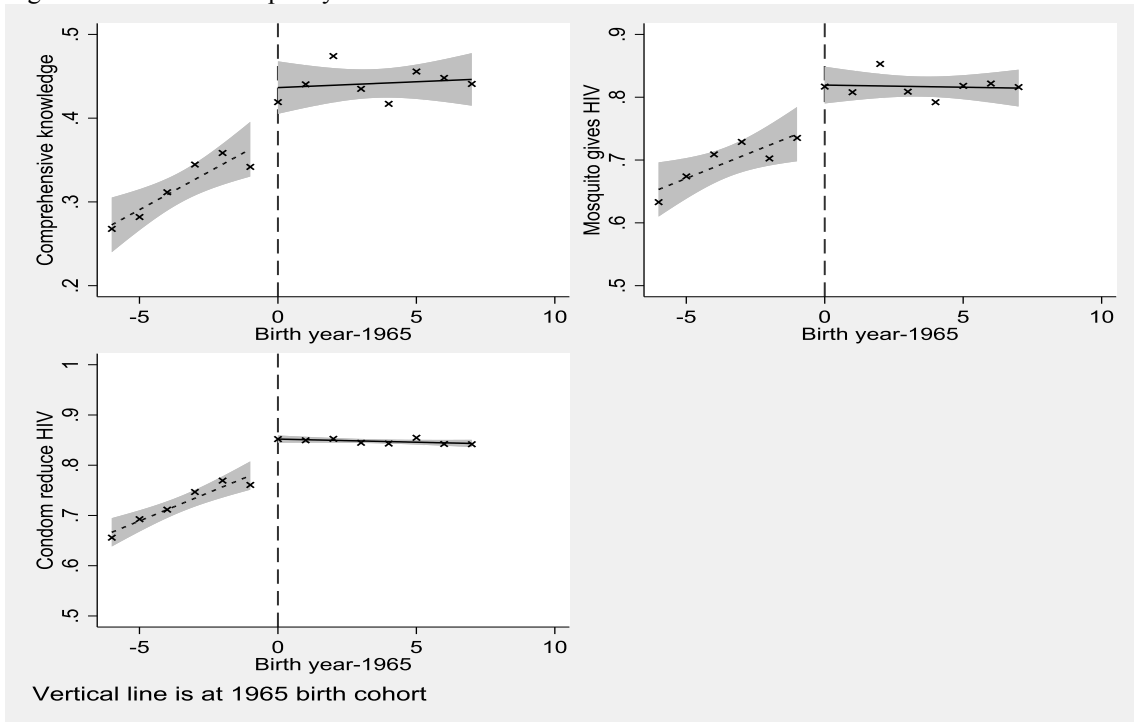 Comprehensive knowledge
.5
.4
.3
.2
-5 0 5 10
Birth year-1965
Mosquito gives HIV
.9
.8
.7
.6
.5
-5 0 5 10
Birth year-1965
Condom reduce HIV
1
.9
.8
.7
.6
.5
-5 0 5 10
Birth year-1965
Vertical line is at 1965 birth cohort